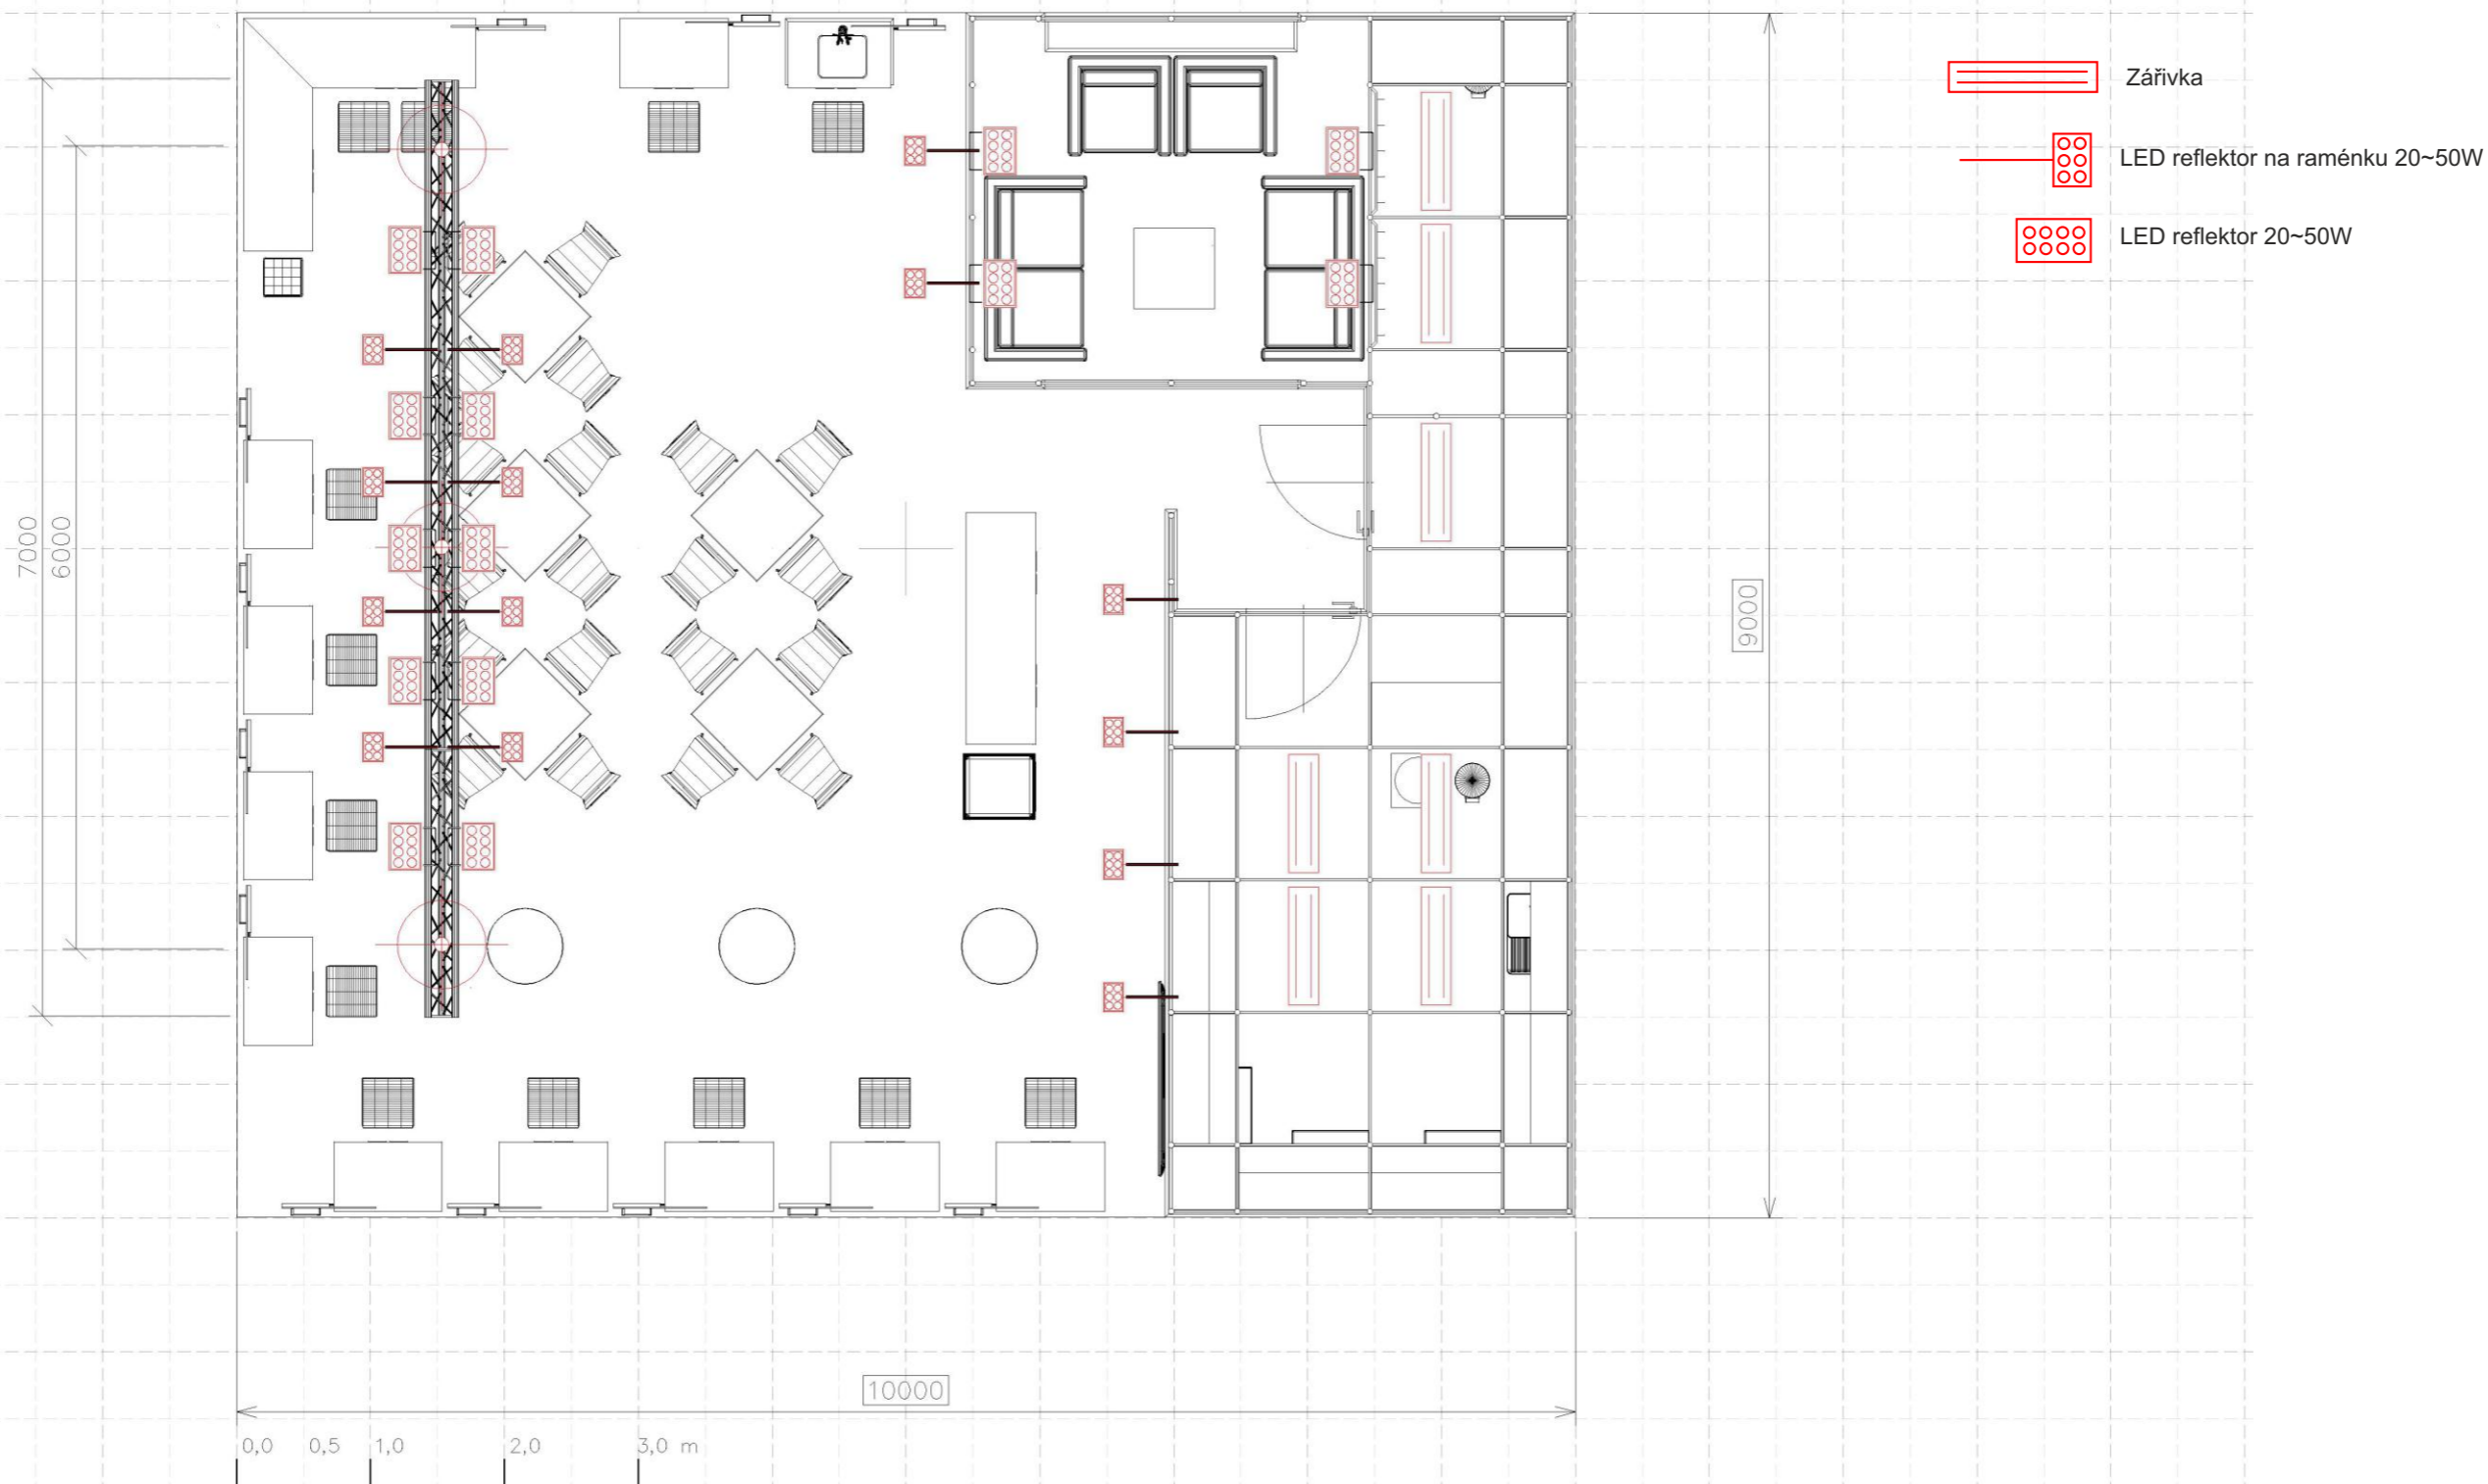 Zářivka
LED reflektor na raménku 20~50W
LED reflektor 20~50W
7000
6000
9000
10000
0,0 0,5 1,0 2,0 3,0 m